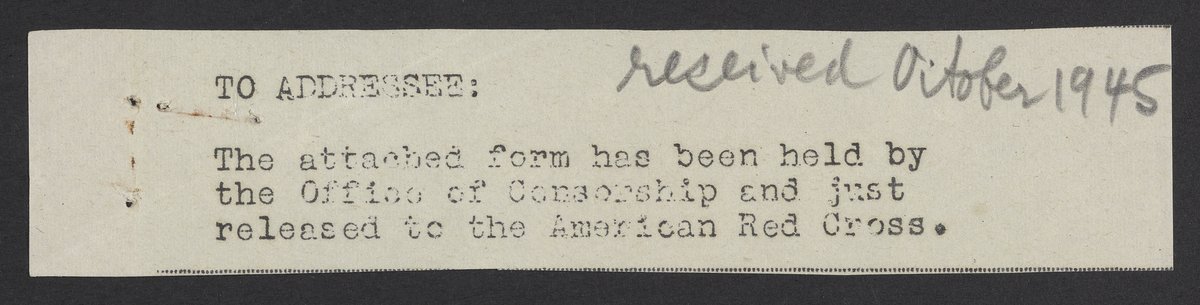 received October 1945
TO ADDRESSEE:
The attached form has been held by
the Office of Censorship and just
released to the American Red Cross.